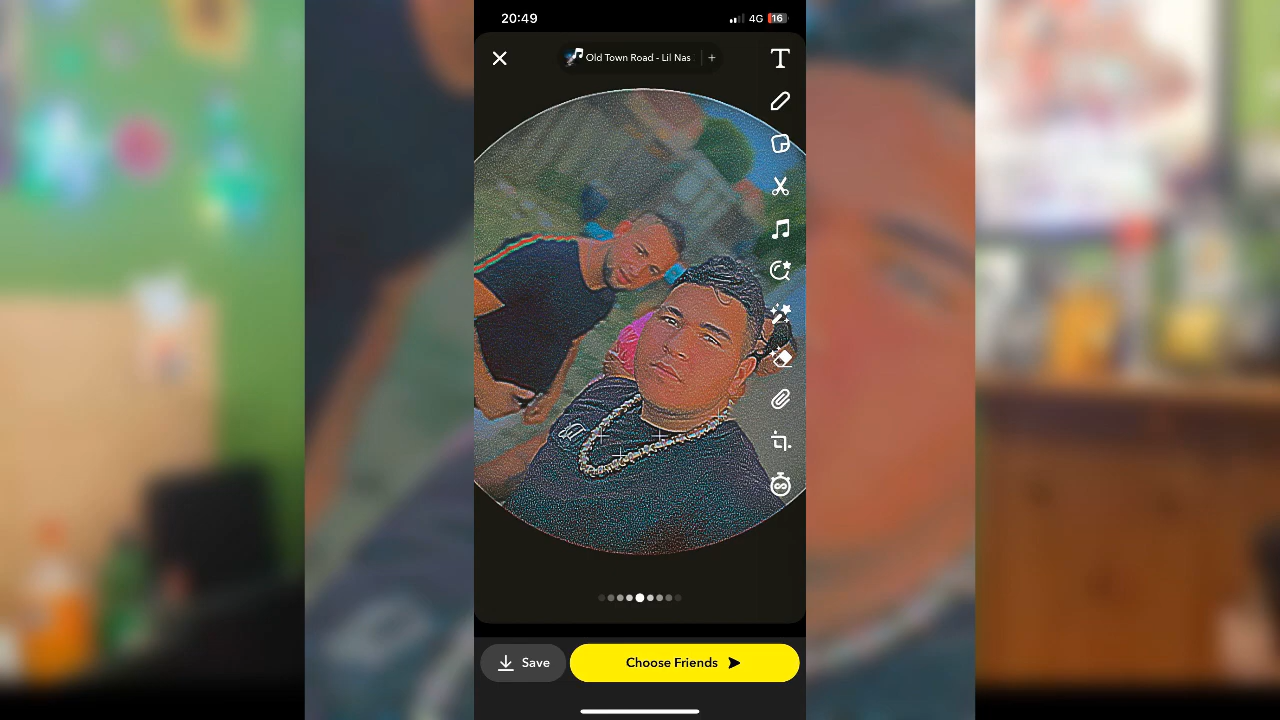 20:49
4G
16
Old Town Road - Lil Nas
+
T
Save
Choose Friends